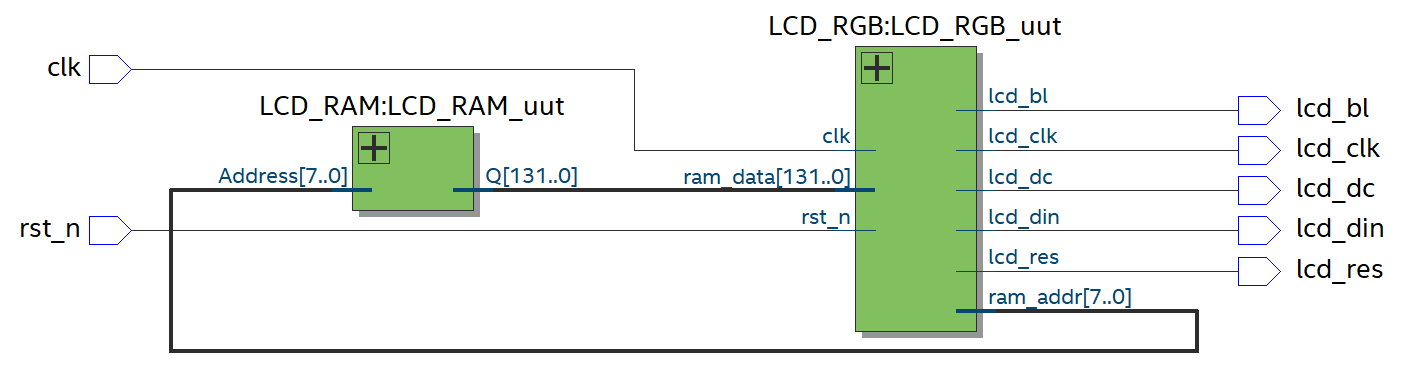 LCD_RGB:LCD_RGB_uut
clk
LCD_RAM:LCD_RAM_uut
lcd_bl
lcd_bl
clk
lcd_clk
lcd_clk
Address[7..0]
Q[131..0]
ram_data[131..0]
lcd_dc
lcd_dc
rst_n
rst_n
lcd_din
lcd_din
lcd_res
lcd_res
ram_addr[7..0]